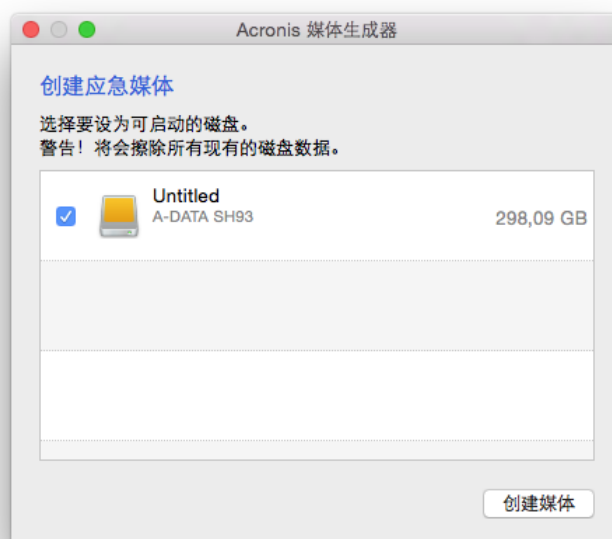 Acronis 媒体生成器
创建应急媒体
选择要设为可启动的磁盘。
警告！将会擦除所有现有的磁盘数据。
Untitled
A-DATA SH93
298,09 GB
创建媒体